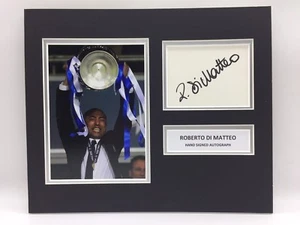 R. Di Matteo
ROBERTO DI MATTEO
HAND SIGNED AUTOGRAPH